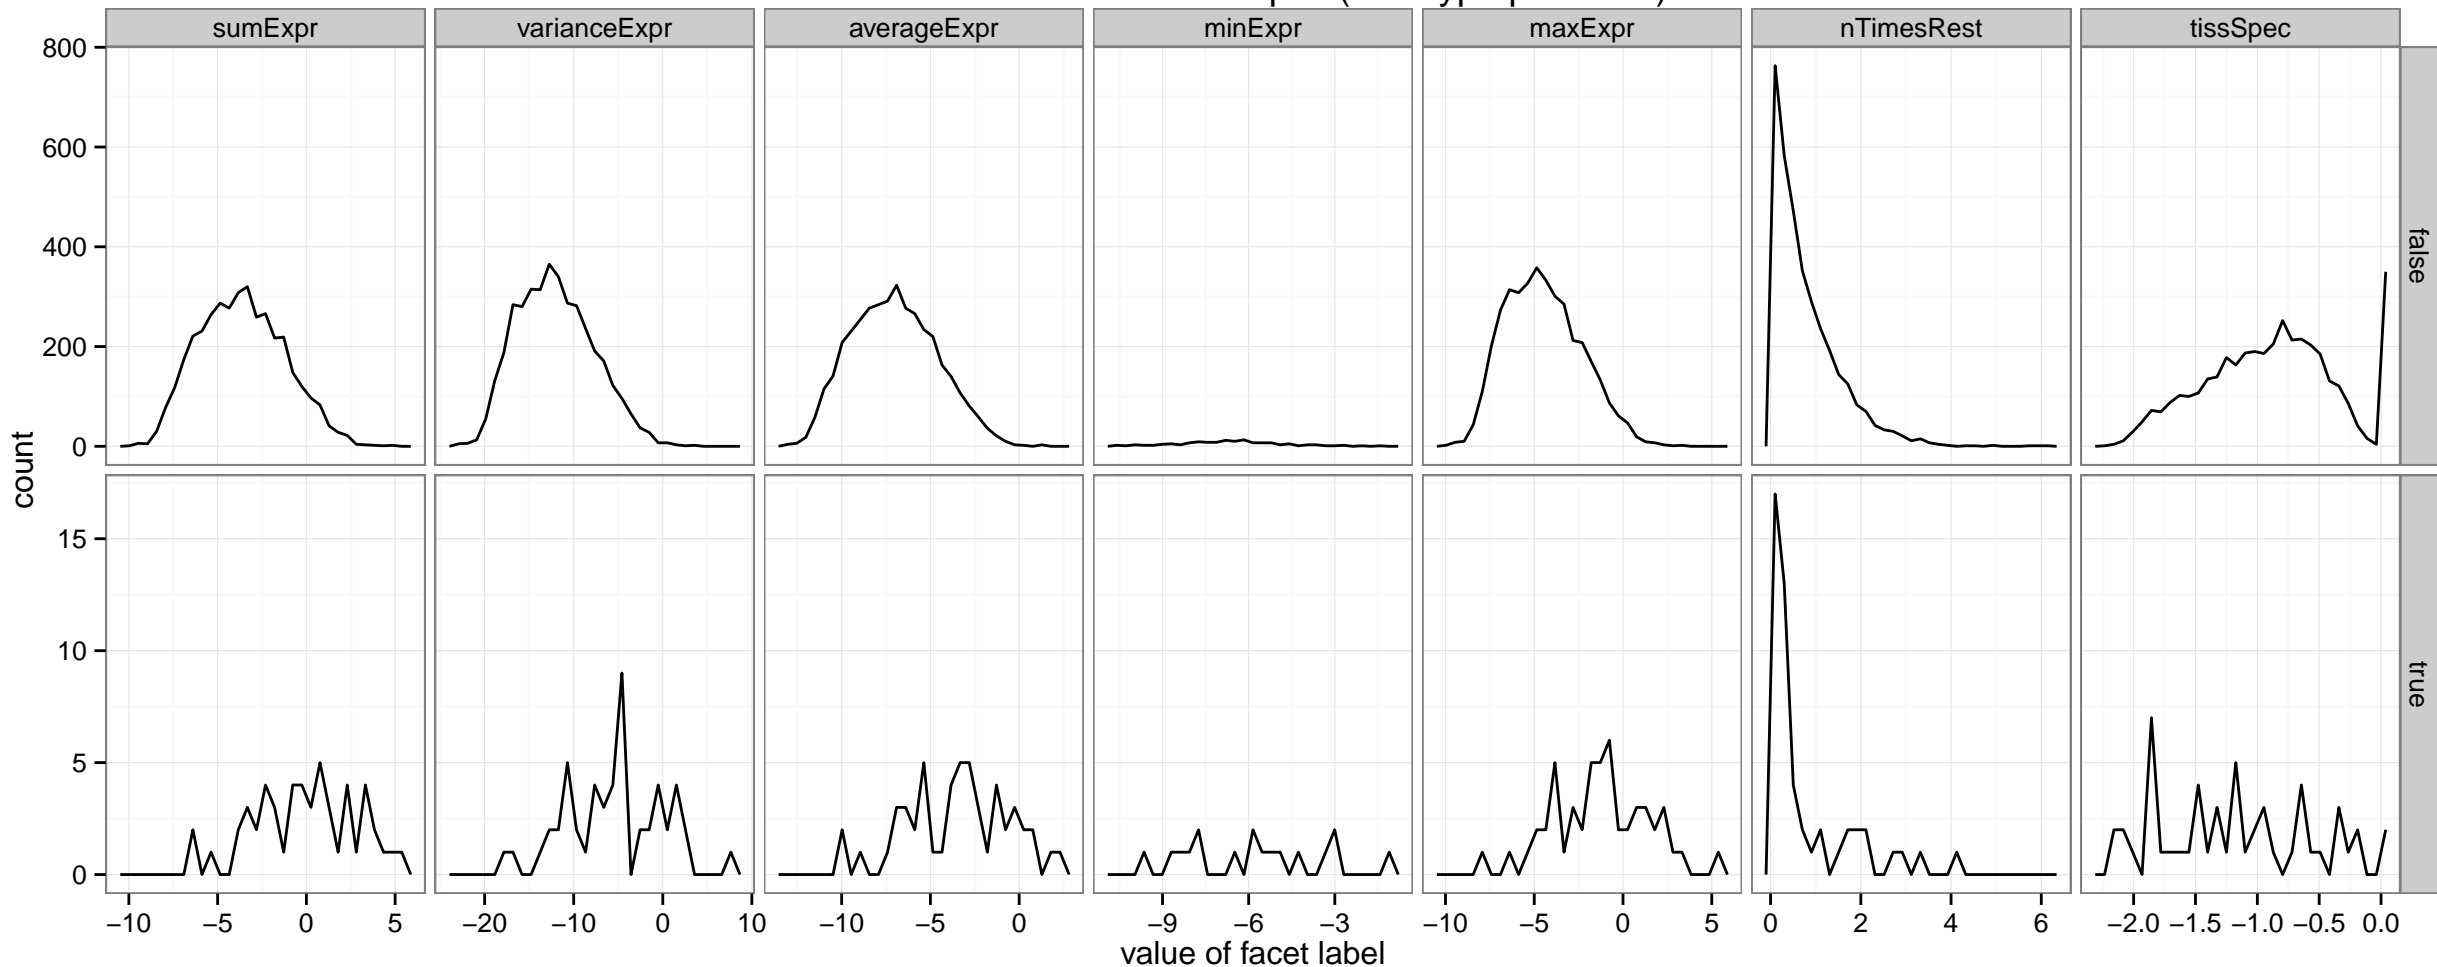 sumExpr varianceExpr averageExpr minExpr maxExpr nTimesRest tissSpec
800
600
400
200
0
false
count
15
10
5
0
true
−10 −5 0 5 −20 −10 0 10 −10 −5 0 −9 −6 −3 −10 −5 0 5 0 2 4 6 −2.0 −1.5 −1.0 −0.5 0.0
value of facet label